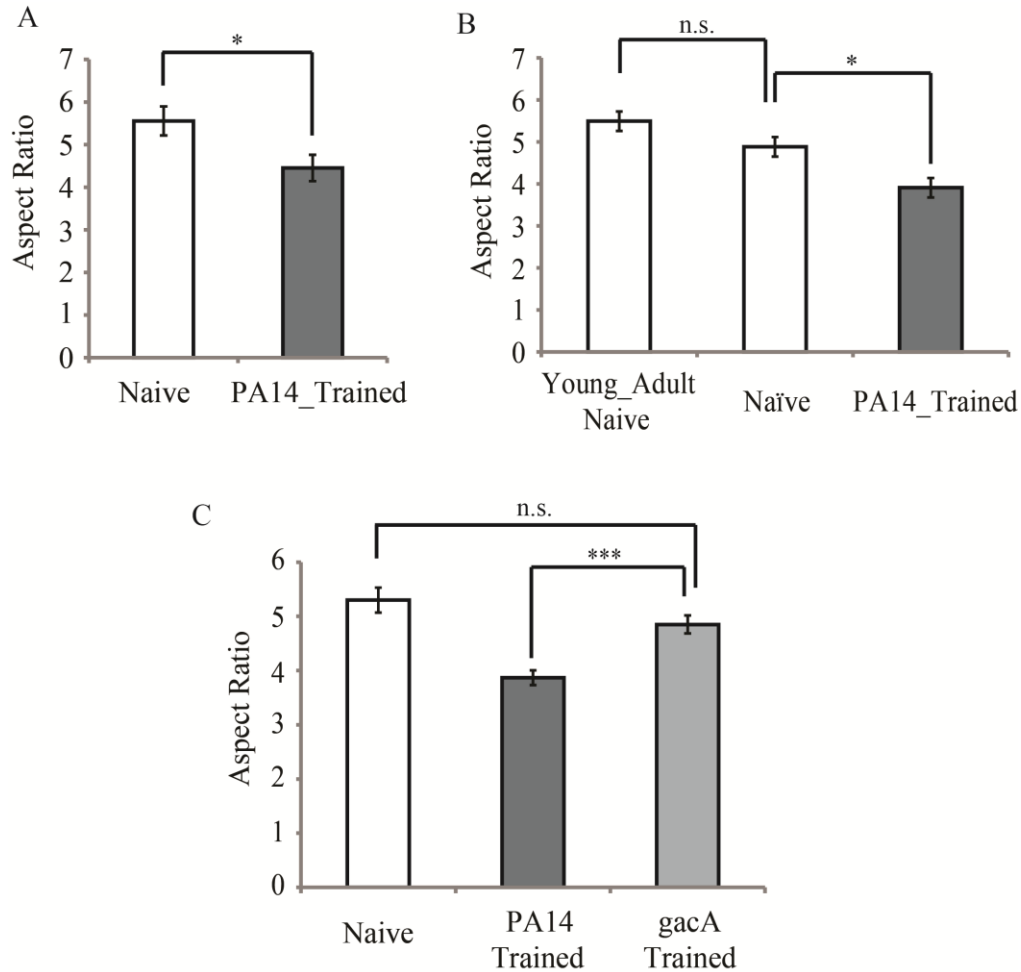 A
*
7
6
5
4
3
2
1
0
Aspect Ratio
Naive
PA14_Trained
B
n.s.
*
7
6
5
4
3
2
1
0
Aspect Ratio
Young_Adult
Naive
Naïve
PA14_Trained
C
n.s.
***
6
5
4
3
2
1
0
Aspect Ratio
Naive
PA14
Trained
gacA
Trained